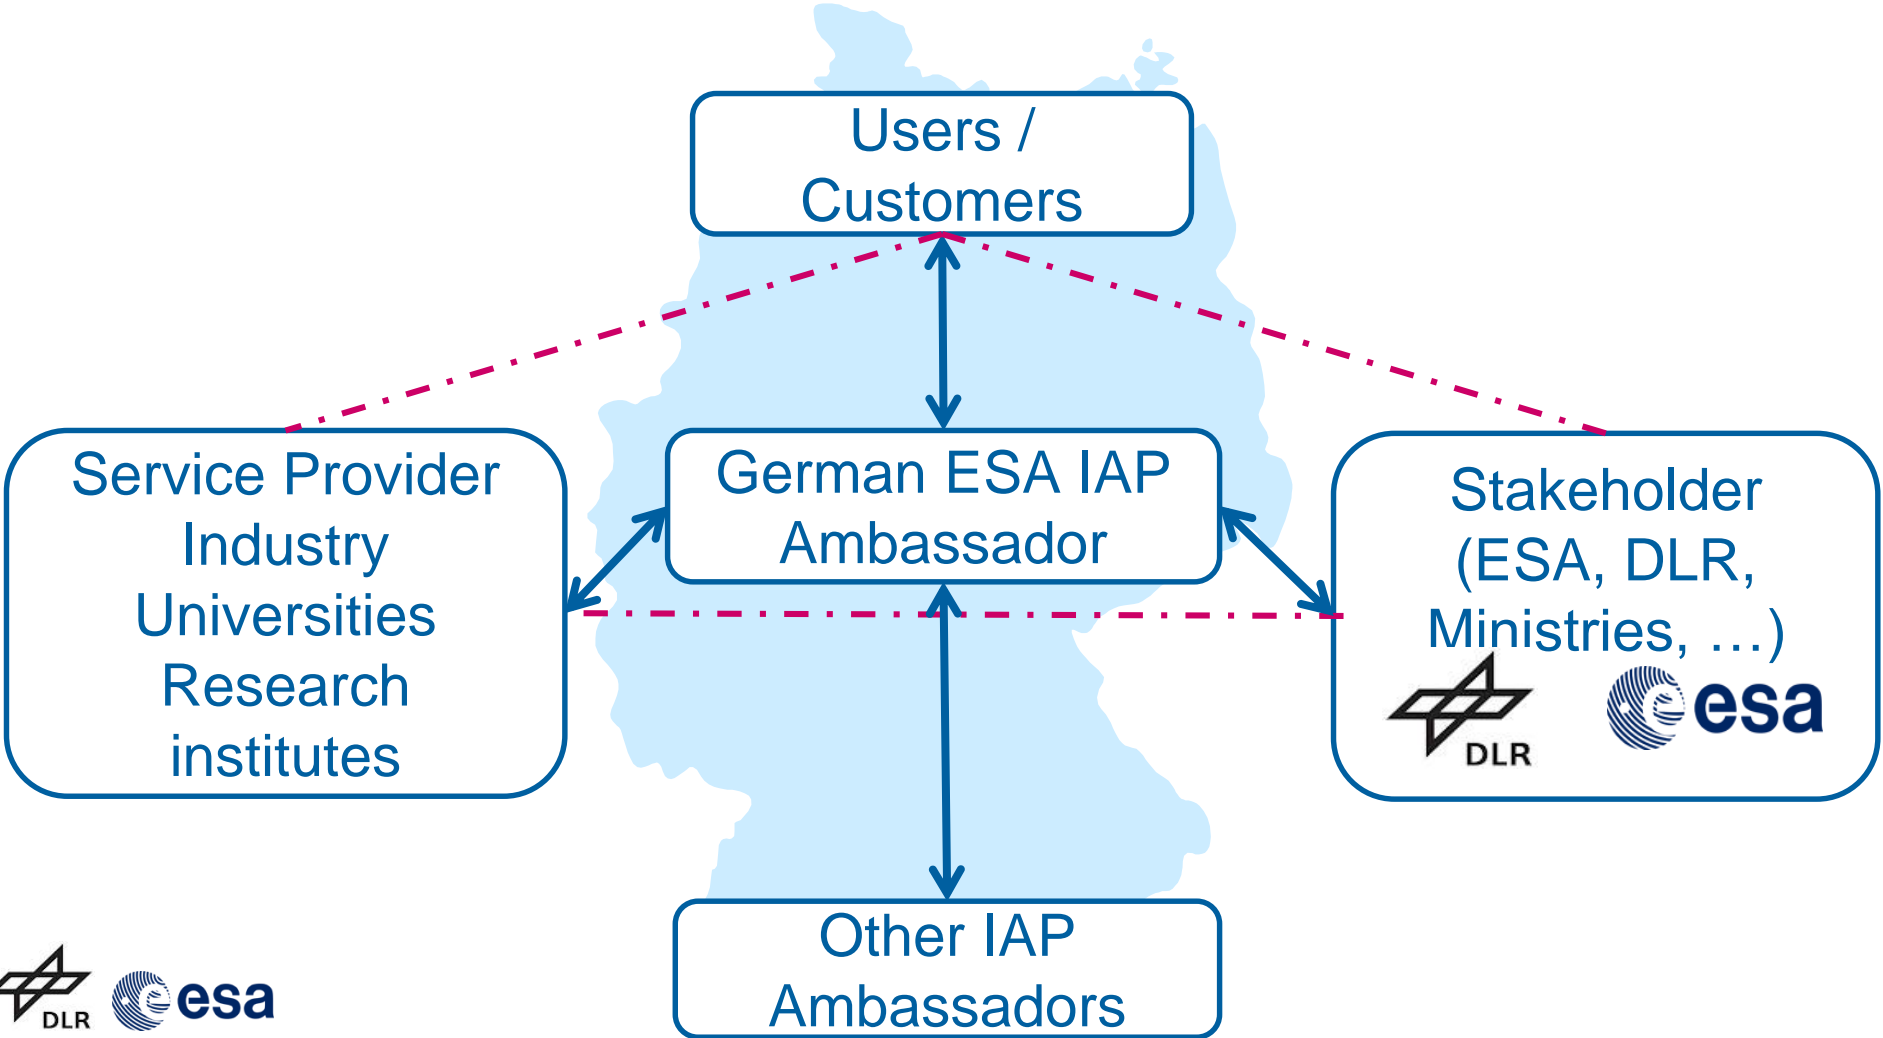 Users /
Customers
Service Provider
Industry
Universities
Research
institutes
German ESA IAP
Ambassador
Stakeholder
(ESA, DLR,
Ministries, …)
DLR
esa
Other IAP
Ambassadors
DLR
esa